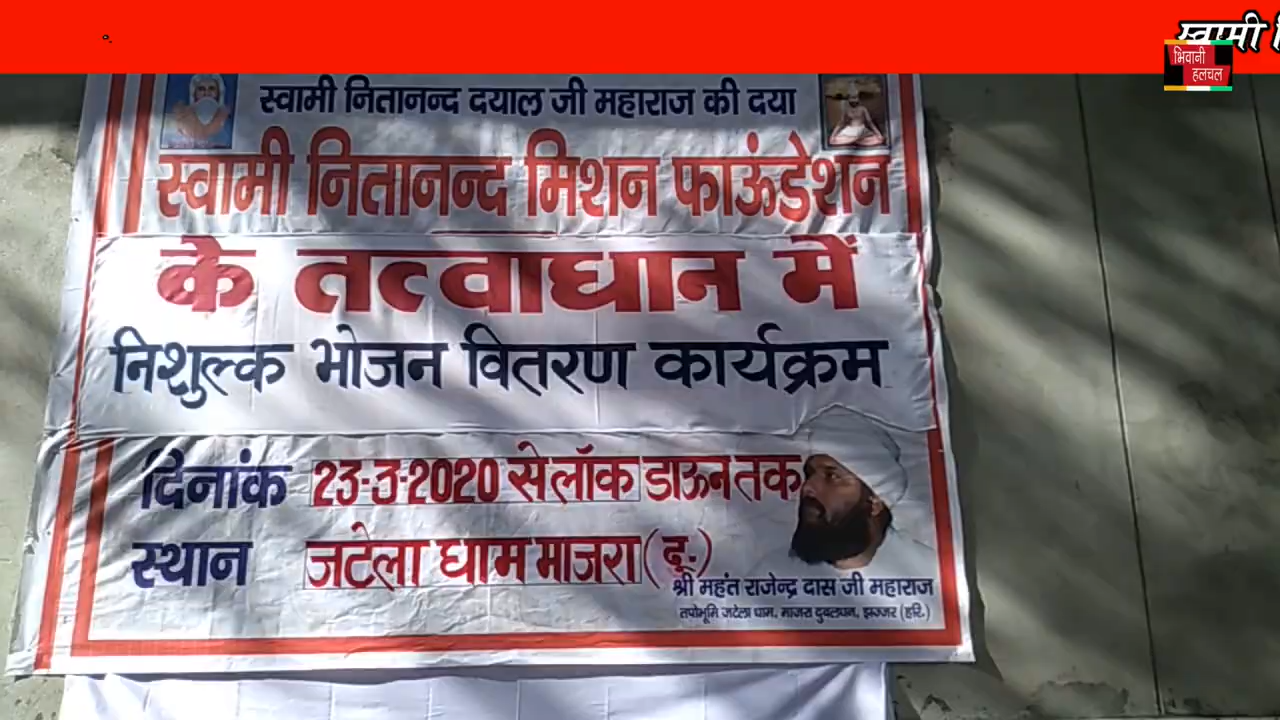 स्वामी
भिवानी
हलचल
स्वामी नितानन्द दयाल जी महाराज की दया
स्वामी नितानन्द मिशन फाऊंडेशन
के तत्वाधान में
निशुल्क भोजन वितरण कार्यक्रम
दिनांक 23-3-2020 से लॉक डाऊन तक
स्थान जटेला धाम माजरा (दू.)
श्री महंत राजेन्द्र दास जी महाराज
तपोभूमि जटेला धाम, माजरा दुबलधन, झज्जर (हरि.)